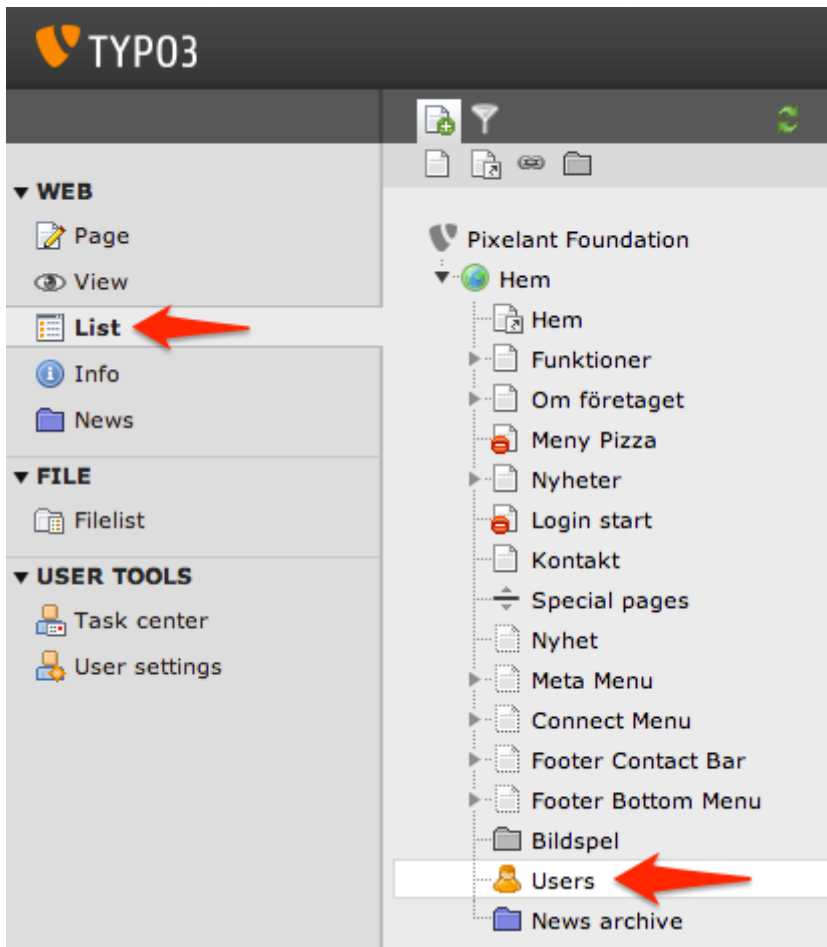 TYPO3
WEB
Page
View
List
Info
News
FILE
Filelist
USER TOOLS
Task center
User settings
Pixelant Foundation
Hem
Hem
Funktioner
Om företaget
Meny Pizza
Nyheter
Login start
Kontakt
Special pages
Nyhet
Meta Menu
Connect Menu
Footer Contact Bar
Footer Bottom Menu
Bildspel
Users
News archive